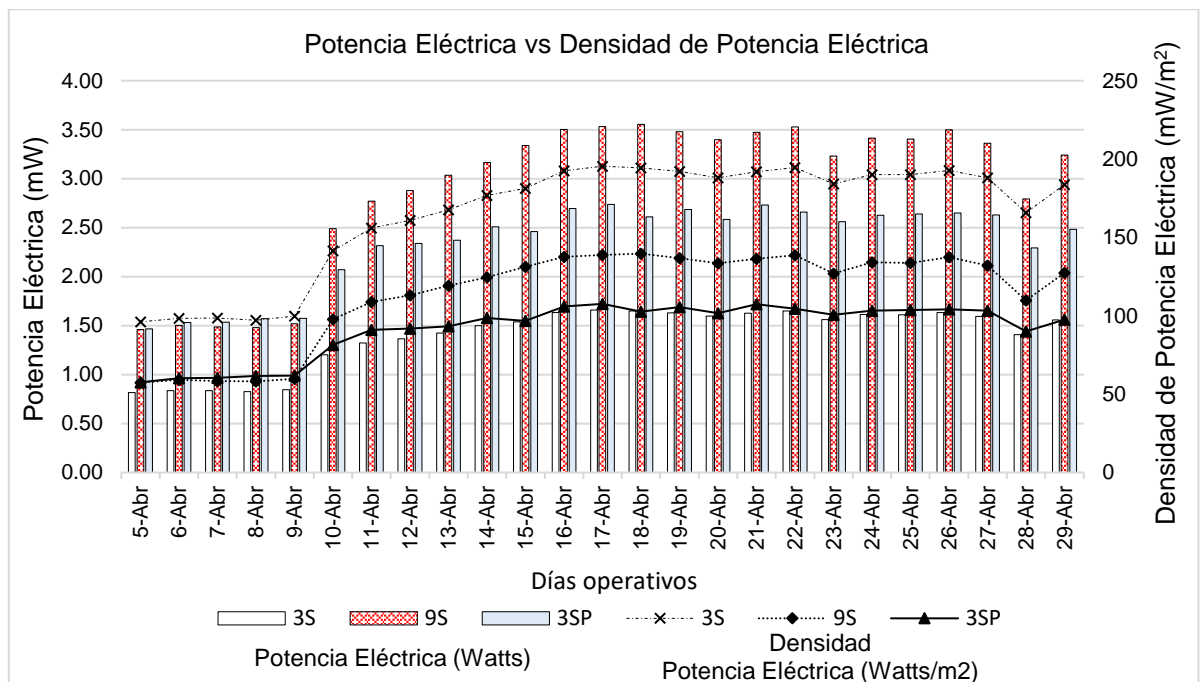 Potencia Eléctrica vs Densidad de Potencia Eléctrica
Potencia Eléctrica (mW)
4.00
3.50
3.00
2.50
2.00
1.50
1.00
0.50
0.00
250
200
150
100
50
0
Densidad de Potencia Eléctrica (mW/m²)
5-Abr
6-Abr
7-Abr
8-Abr
9-Abr
10-Abr
11-Abr
12-Abr
13-Abr
14-Abr
15-Abr
16-Abr
17-Abr
18-Abr
19-Abr
20-Abr
21-Abr
22-Abr
23-Abr
24-Abr
25-Abr
26-Abr
27-Abr
28-Abr
29-Abr
Días operativos
3S 9S 3SP 3S 9S 3SP
Potencia Eléctrica (Watts)
Densidad
Potencia Eléctrica (Watts/m2)